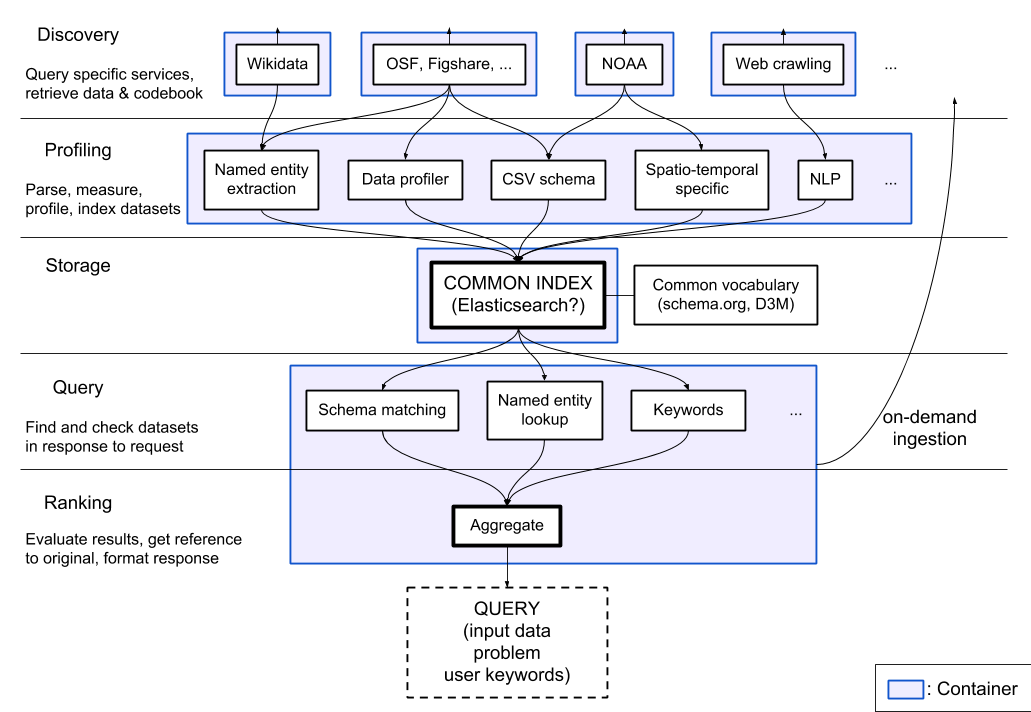 Discovery
Query specific services,
retrieve data & codebook
Wikidata
OSF, Figshare, ...
NOAA
Web crawling
...
Profiling
Parse, measure,
profile, index datasets
Named entity
extraction
Data profiler
CSV schema
Spatio-temporal
specific
NLP
...
Storage
COMMON INDEX
(Elasticsearch?)
Common vocabulary
(schema.org, D3M)
Query
Find and check datasets
in response to request
Schema matching
Named entity
lookup
Keywords
...
on-demand
ingestion
Ranking
Evaluate results, get reference
to original, format response
Aggregate
QUERY
(input data
problem
user keywords)
: Container